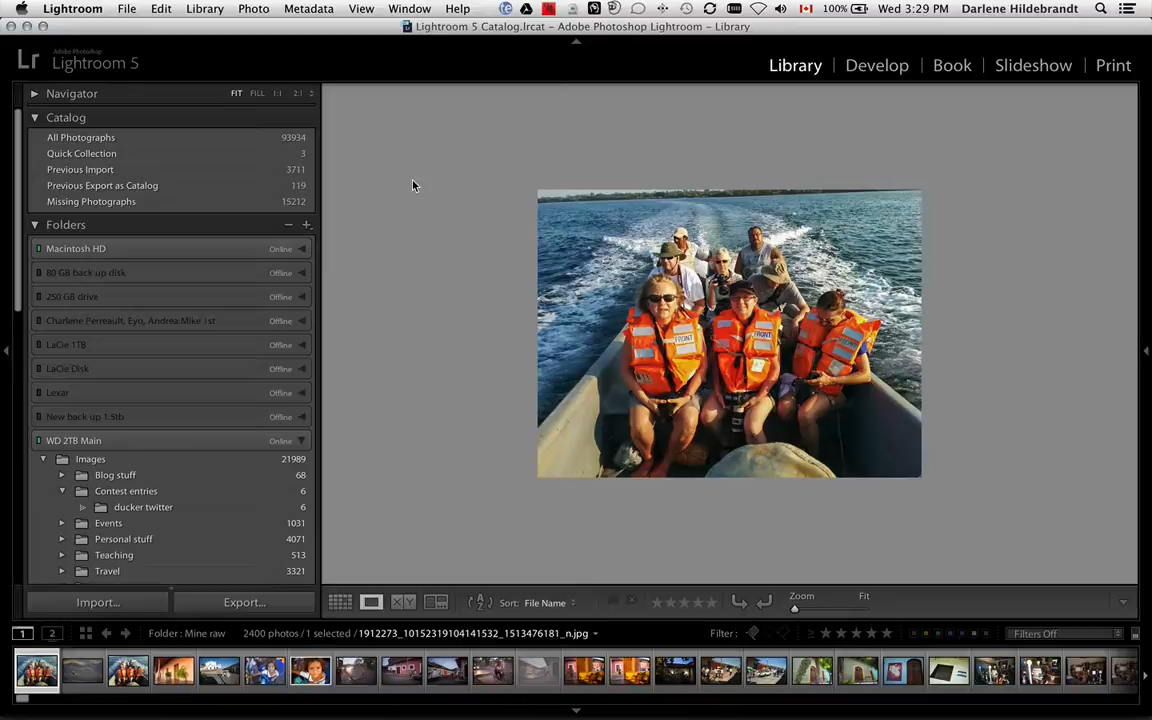 Lightroom File Edit Library Photo Metadata View Window Help 100% Wed 3:29 PM Darlene Hildebrandt
Lightroom 5 Catalog.lrcat – Adobe Photoshop Lightroom – Library
Lr Adobe Photoshop
Lightroom 5
Library | Develop | Book | Slideshow | Print
Navigator FIT FILL 1:1 2:1
Catalog
All Photographs 93934
Quick Collection 3
Previous Import 3711
Previous Export as Catalog 119
Missing Photographs 15212
Folders
Macintosh HD Online
80 GB back up disk Offline
250 GB drive Offline
Charlene Perreault, Eyo, Andrea:Mike 1st Offline
LaCie 1TB Offline
LaCie Disk Offline
Lexar Offline
New back up 1.5tb Offline
WD 2TB Main Online
Images 21989
Blog stuff 68
Contest entries 6
ducker twitter 6
Events 1031
Personal stuff 4071
Teaching 513
Travel 3321
FRONT
FRONT
Import... Export...
X Y Sort: File Name Zoom Fit
1 2 Folder : Mine raw 2400 photos / 1 selected / 1912273_10152319104141532_1513476181_n.jpg Filter : Filters Off